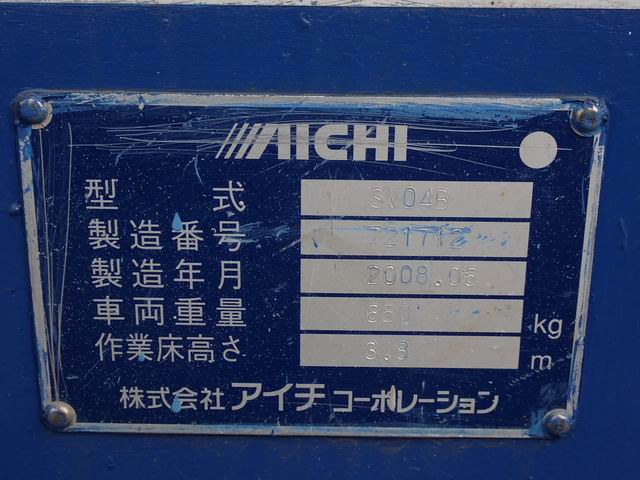 AICHI
型式 SV04B
製造番号 721712
製造年月 2008.06
車両重量 650 kg
作業床高さ 3.8 m
株式会社アイチコーポレーション